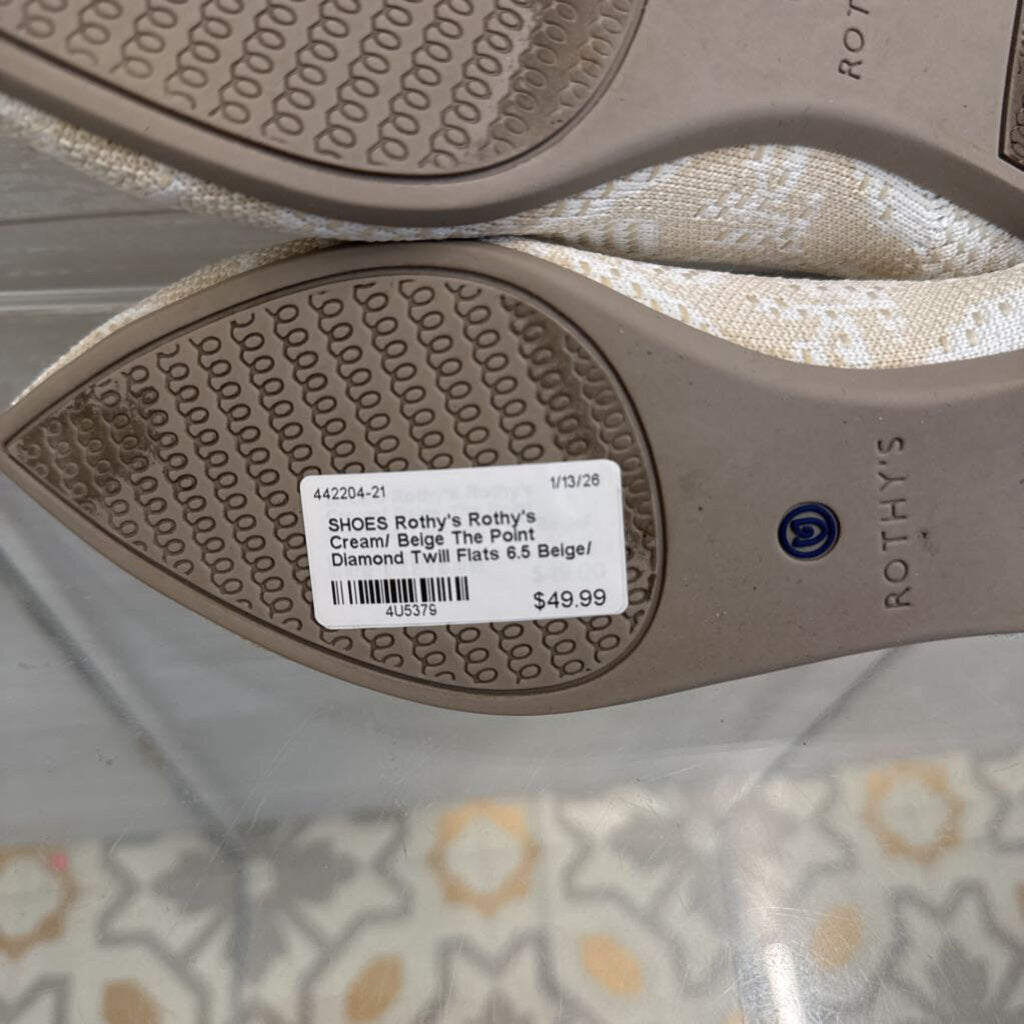 ROT
442204-21 1/13/26
SHOES Rothy's Rothy's
Cream/ Beige The Point
Diamond Twill Flats 6.5 Beige/
4U5379 $49.99
ROTHY'S